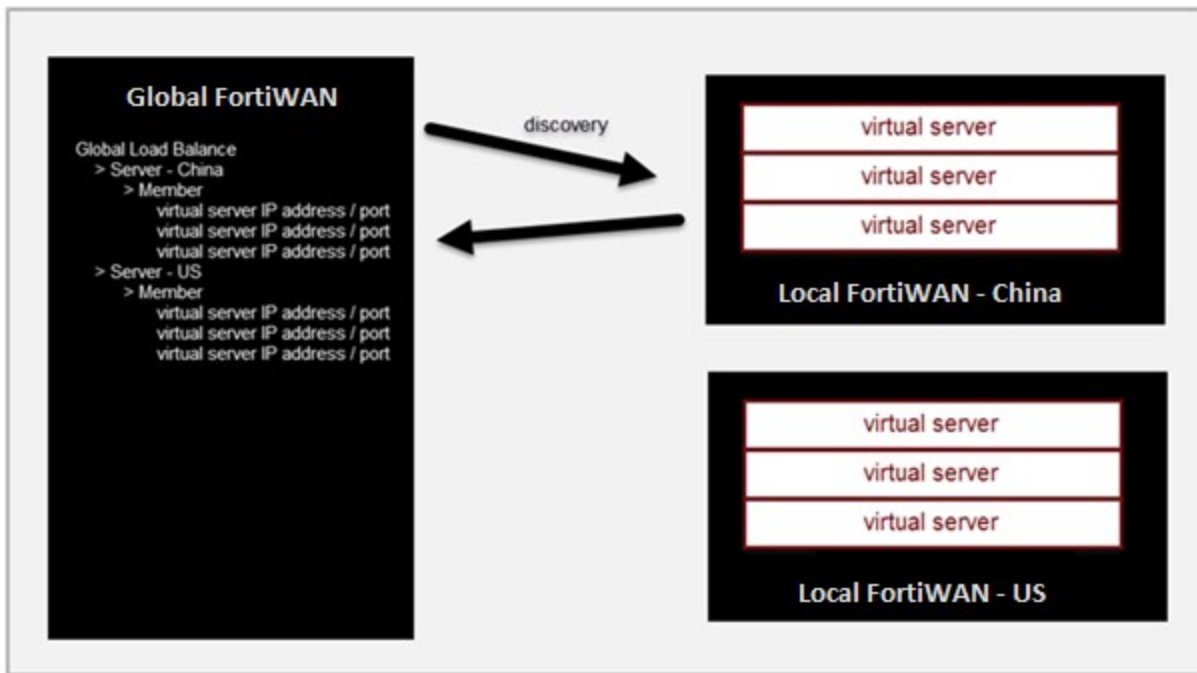 Global FortiWAN
Global Load Balance
> Server - China
> Member
virtual server IP address / port
virtual server IP address / port
virtual server IP address / port
> Server - US
> Member
virtual server IP address / port
virtual server IP address / port
virtual server IP address / port
discovery
virtual server
virtual server
virtual server
Local FortiWAN - China
virtual server
virtual server
virtual server
Local FortiWAN - US